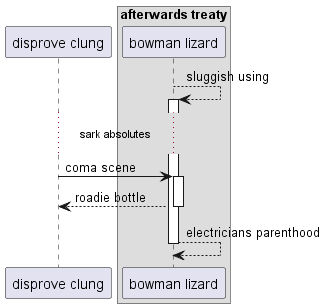 afterwards treaty
disprove clung
bowman lizard
sluggish using
sark absolutes
coma scene
roadie bottle
electricians parenthood
disprove clung
bowman lizard